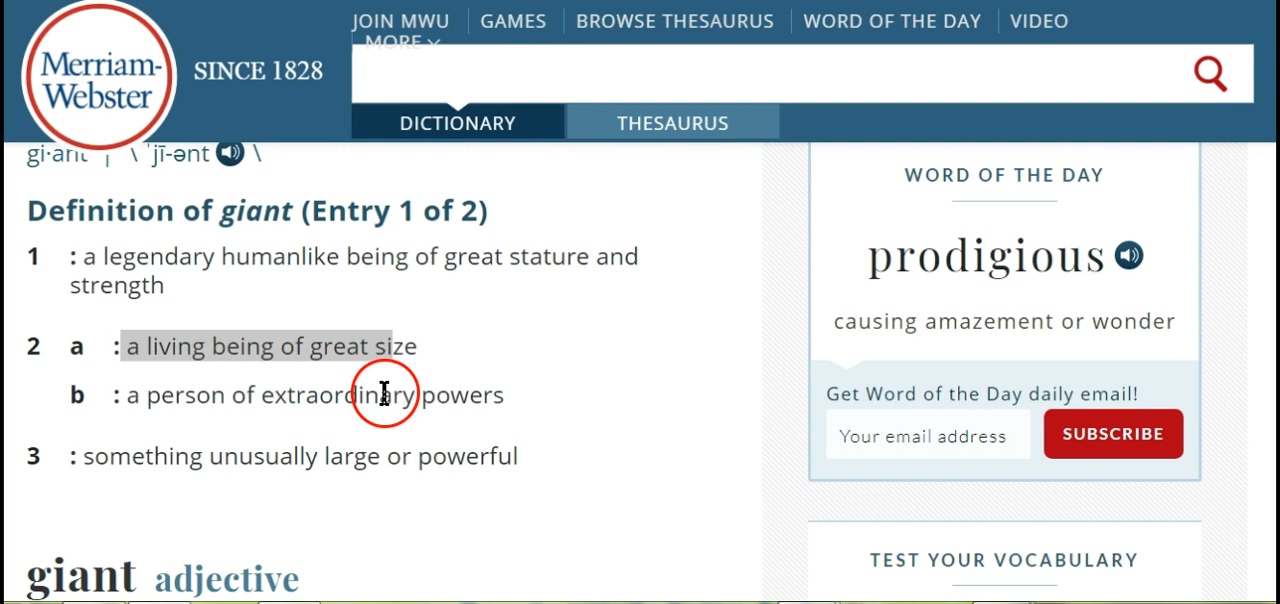 JOIN MWU GAMES BROWSE THESAURUS WORD OF THE DAY VIDEO
MORE
Merriam-
Webster
SINCE 1828
DICTIONARY THESAURUS
gi·ant | \ ˈjī-ənt \
Definition of giant (Entry 1 of 2)
1 : a legendary humanlike being of great stature and
strength
2 a : a living being of great size
b : a person of extraordinary powers
3 : something unusually large or powerful
giant adjective
WORD OF THE DAY
prodigious
causing amazement or wonder
Get Word of the Day daily email!
Your email address SUBSCRIBE
TEST YOUR VOCABULARY